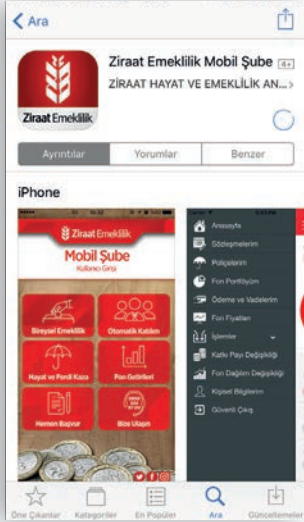 Ara
Ziraat Emeklilik Mobil Şube 4+
ZİRAAT HAYAT VE EMEKLİLİK AN...
Ziraat Emeklilik
Ayrıntılar
Yorumlar
Benzer
iPhone
Ziraat Emeklilik
Mobil Şube
Kullanıcı Girişi
Bireysel Emeklilik
Otomatik Katılım
Hayat ve Ferdi Kaza
Fon Getirileri
Hemen Başvur
Bize Ulaşın
Anasayfa
Sözleşmelerim
Poliçelerim
Fon Portföyüm
Ödeme ve Vadelerim
Fon Fiyatları
İşlemler
Katkı Payı Değişikliği
Fon Dağılım Değişikliği
Kişisel Bilgilerim
Güvenli Çıkış
Öne Çıkanlar
Kategoriler
En Popüler
Ara
Güncellemeler